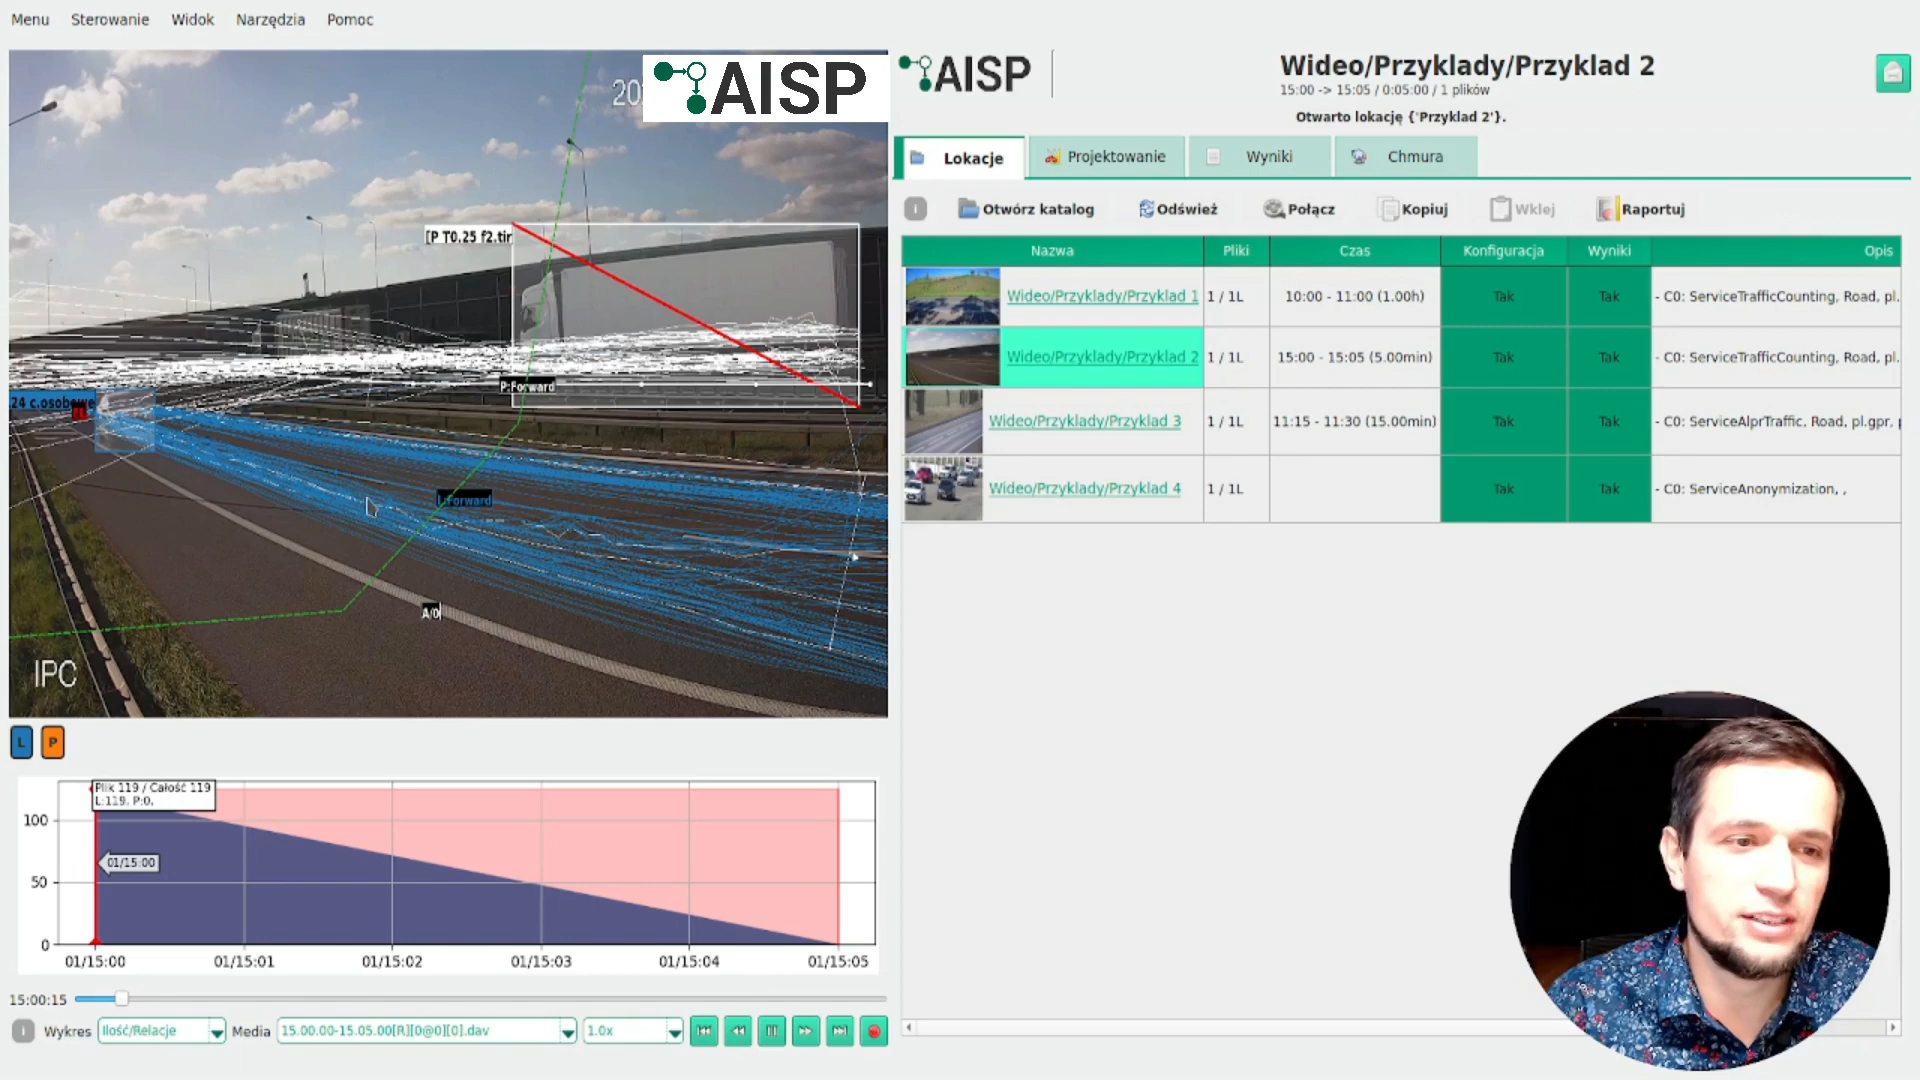 Menu Sterowanie Widok Narzędzia Pomoc
20
AISP
[P T0.25 f2.tir
P:Forward
24 c.osobowe
L:Forward
A/0
IPC
L P
Plik 119 / Całość 119
L:119, P:0,
100
50
0
01/15:00
01/15:00 01/15:01 01/15:02 01/15:03 01/15:04 01/15:05
15:00:15
Wykres Ilość/Relacje Media 15.00.00-15.05.00[R][0@0][0].dav 1.0x
AISP
Wideo/Przyklady/Przyklad 2
15:00 -> 15:05 / 0:05:00 / 1 plików
Otwarto lokację {'Przyklad 2'}.
Lokacje Projektowanie Wyniki Chmura
Otwórz katalog Odśwież Połącz Kopiuj Wklej Raportuj
Nazwa Pliki Czas Konfiguracja Wyniki Opis
Wideo/Przyklady/Przyklad 1 1 / 1L 10:00 - 11:00 (1.00h) Tak Tak - C0: ServiceTrafficCounting, Road, pl.
Wideo/Przyklady/Przyklad 2 1 / 1L 15:00 - 15:05 (5.00min) Tak Tak - C0: ServiceTrafficCounting, Road, pl.
Wideo/Przyklady/Przyklad 3 1 / 1L 11:15 - 11:30 (15.00min) Tak Tak - C0: ServiceAlprTraffic, Road, pl.gpr,
Wideo/Przyklady/Przyklad 4 1 / 1L Tak Tak - C0: ServiceAnonymization, ,